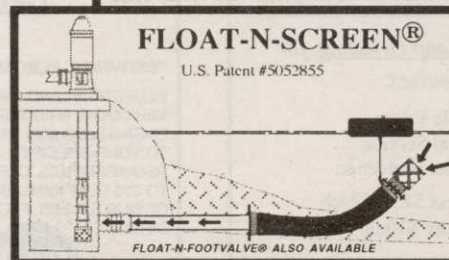 FLOAT-N-SCREEN®
U.S. Patent #5052855
FLOAT-N-FOOTVALVE® ALSO AVAILABLE